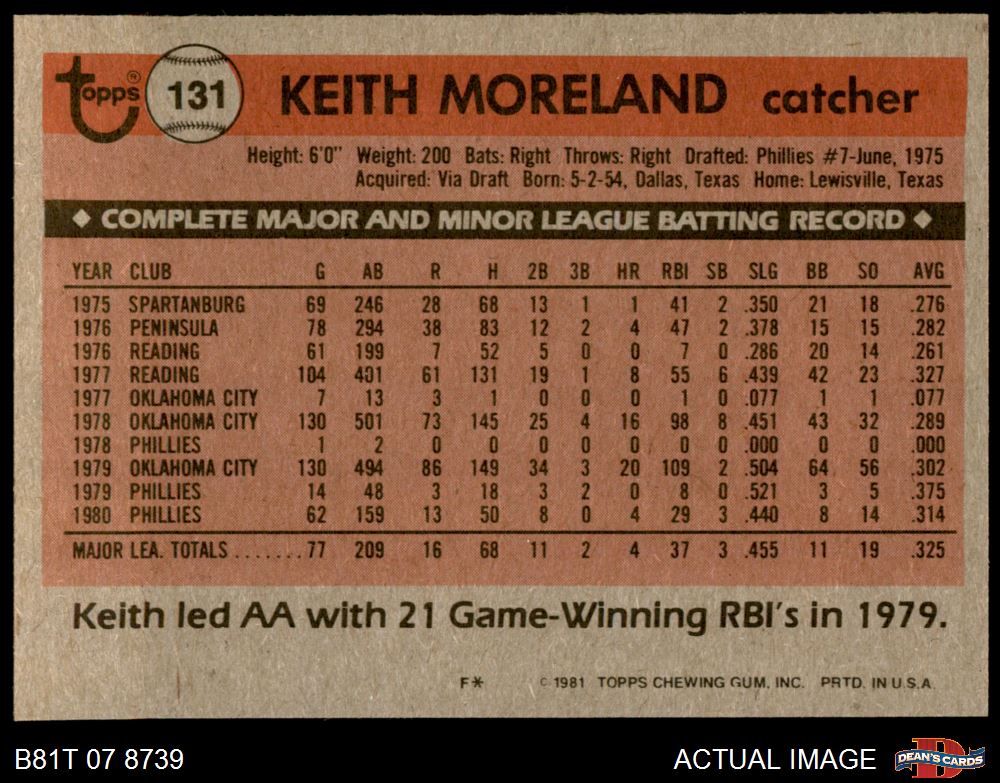 topps® 131 KEITH MORELAND catcher
Height: 6'0" Weight: 200 Bats: Right Throws: Right Drafted: Phillies #7-June, 1975
Acquired: Via Draft Born: 5-2-54, Dallas, Texas Home: Lewisville, Texas
◆ COMPLETE MAJOR AND MINOR LEAGUE BATTING RECORD ◆
YEAR CLUB G AB R H 2B 3B HR RBI SB SLG BB SO AVG
1975 SPARTANBURG 69 246 28 68 13 1 1 41 2 .350 21 18 .276
1976 PENINSULA 78 294 38 83 12 2 4 47 2 .378 15 15 .282
1976 READING 61 199 7 52 5 0 0 7 0 .286 20 14 .261
1977 READING 104 401 61 131 19 1 8 55 6 .439 42 23 .327
1977 OKLAHOMA CITY 7 13 3 1 0 0 0 1 0 .077 1 1 .077
1978 OKLAHOMA CITY 130 501 73 145 25 4 16 98 8 .451 43 32 .289
1978 PHILLIES 1 2 0 0 0 0 0 0 0 .000 0 0 .000
1979 OKLAHOMA CITY 130 494 86 149 34 3 20 109 2 .504 64 56 .302
1979 PHILLIES 14 48 3 18 3 2 0 8 0 .521 3 5 .375
1980 PHILLIES 62 159 13 50 8 0 4 29 3 .440 8 14 .314
MAJOR LEA. TOTALS.......77 209 16 68 11 2 4 37 3 .455 11 19 .325
Keith led AA with 21 Game-Winning RBI's in 1979.
F* © 1981 TOPPS CHEWING GUM, INC. PRTD. IN U.S.A.
B81T 07 8739 ACTUAL IMAGE DEAN'S CARDS